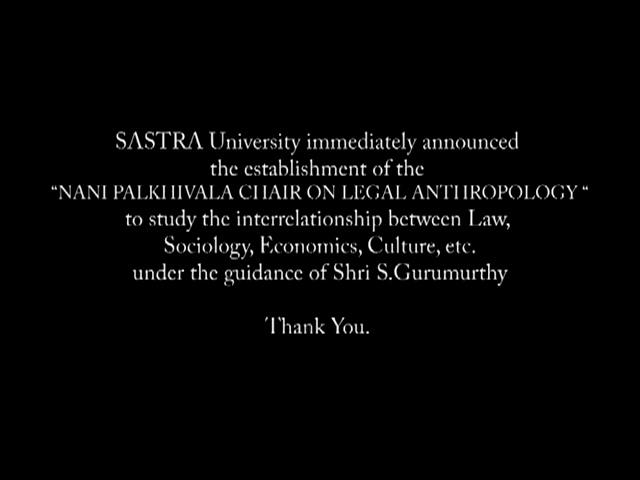 SASTRA University immediately announced
the establishment of the
“NANI PALKHIVALA CHAIR ON LEGAL ANTHROPOLOGY “
to study the interrelationship between Law,
Sociology, Economics, Culture, etc.
under the guidance of Shri S.Gurumurthy
Thank You.